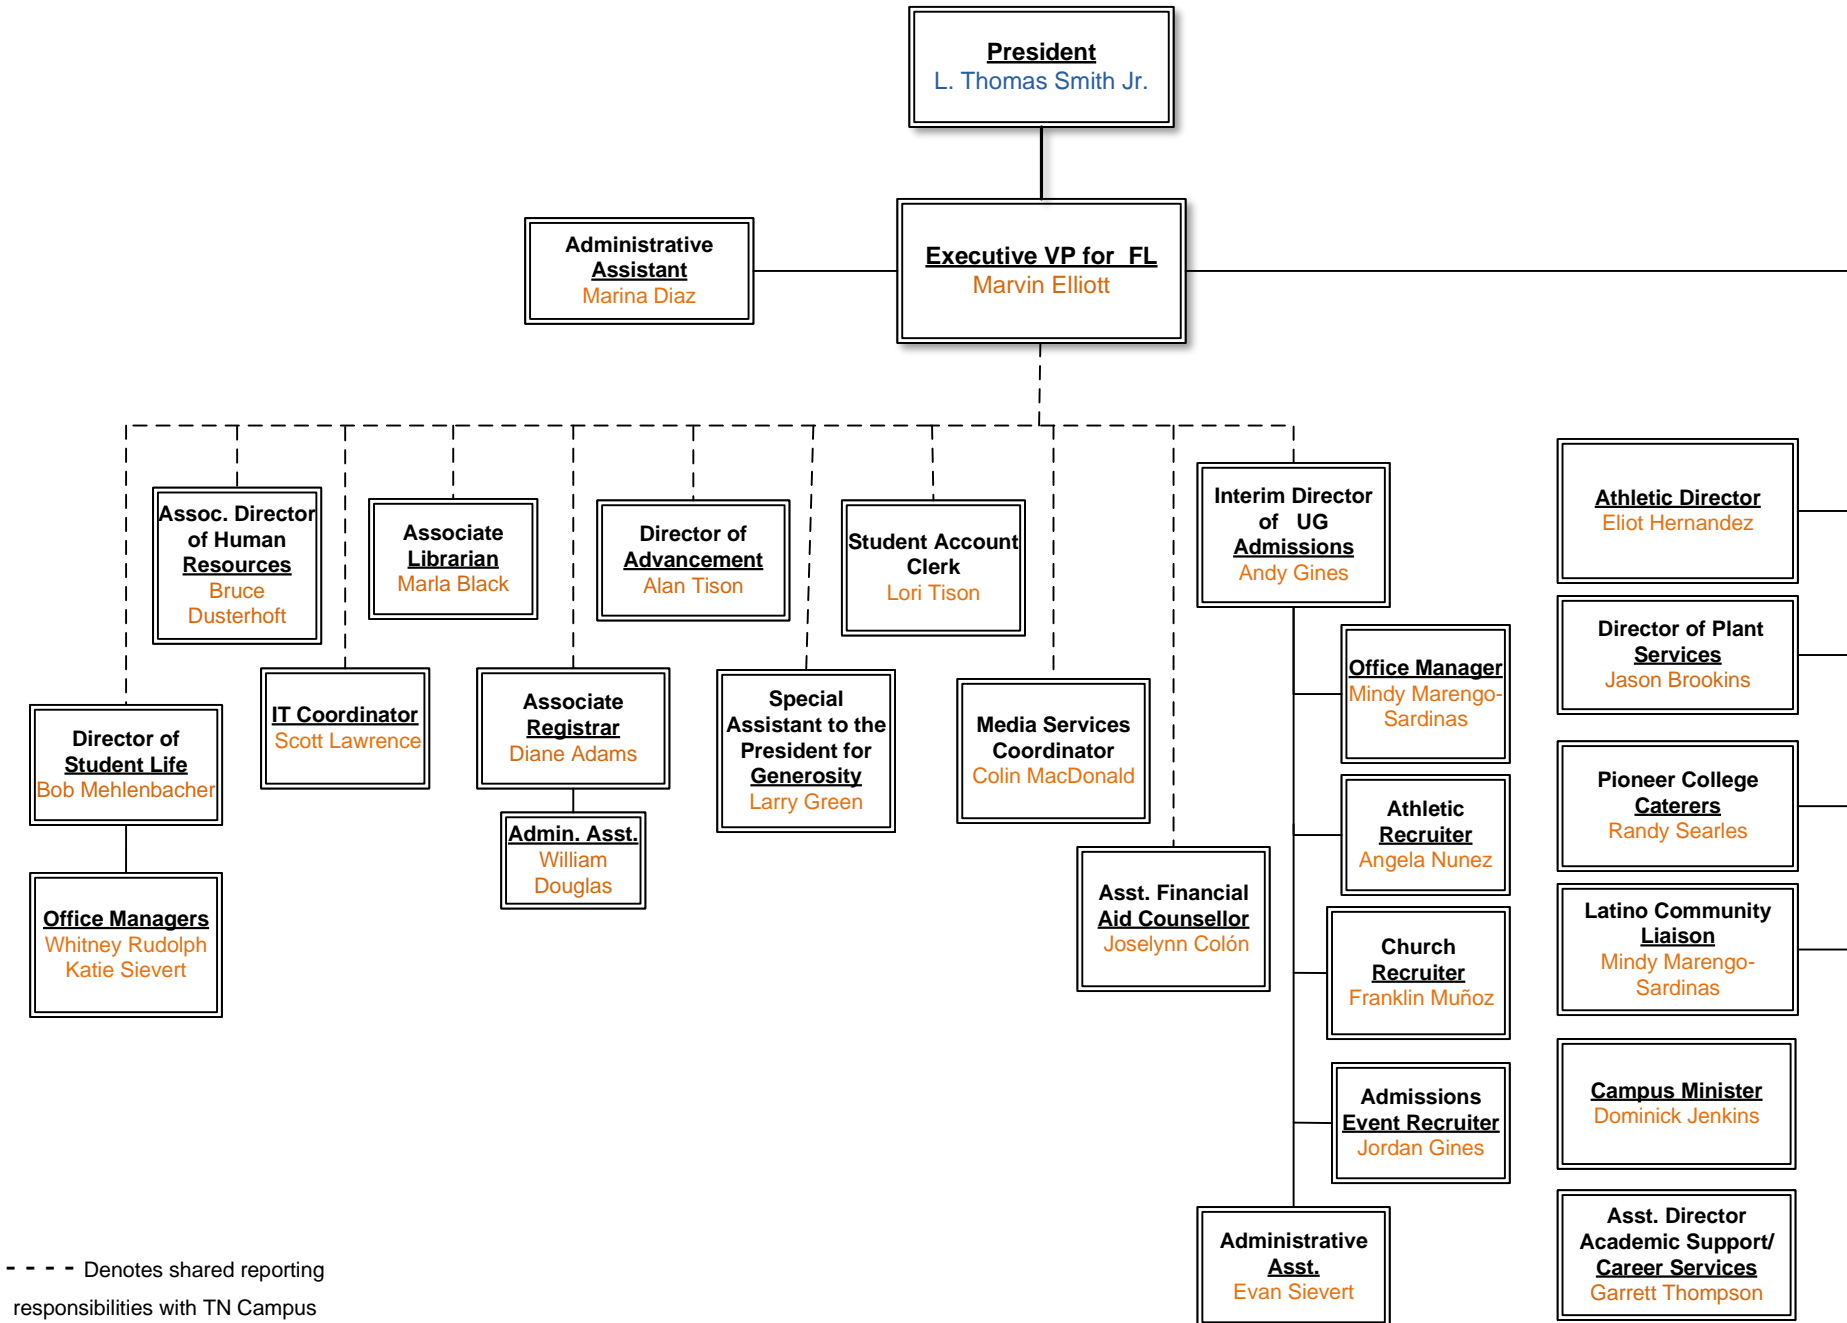 President
L. Thomas Smith Jr.
Executive VP for FL
Marvin Elliott
Administrative
Assistant
Marina Diaz
Assoc. Director
of Human
Resources
Bruce
Dusterhoft
Associate
Librarian
Marla Black
Director of
Advancement
Alan Tison
Student Account
Clerk
Lori Tison
Interim Director
of UG
Admissions
Andy Gines
Athletic Director
Eliot Hernandez
Director of Student Life
Bob Mehlenbacher
IT Coordinator
Scott Lawrence
Associate
Registrar
Diane Adams
Special
Assistant to the
President for
Generosity
Larry Green
Media Services
Coordinator
Colin MacDonald
Office Manager
Mindy Marengo-
Sardinas
Director of Plant
Services
Jason Brookins
Office Managers
Whitney Rudolph
Katie Sievert
Admin. Asst.
William
Douglas
Asst. Financial
Aid Counsellor
Joselynn Colón
Athletic
Recruiter
Angela Nunez
Pioneer College
Caterers
Randy Searles
Church
Recruiter
Franklin Muñoz
Latino Community
Liaison
Mindy Marengo-
Sardinas
Admissions
Event Recruiter
Jordan Gines
Campus Minister
Dominick Jenkins
Administrative
Asst.
Evan Sievert
Asst. Director
Academic Support/
Career Services
Garrett Thompson
- - - - Denotes shared reporting
responsibilities with TN Campus